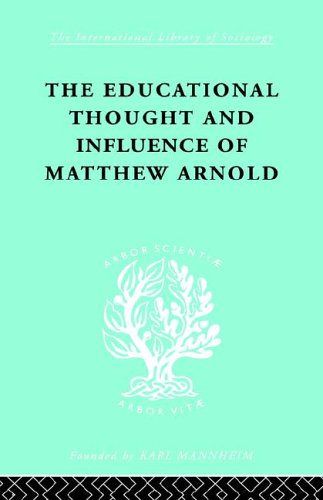 The International Library of Sociology
THE EDUCATIONAL
THOUGHT AND
INFLUENCE OF
MATTHEW ARNOLD
ARBOR SCIENTIÆ
ARBOR VITÆ
Founded by KARL MANNHEIM